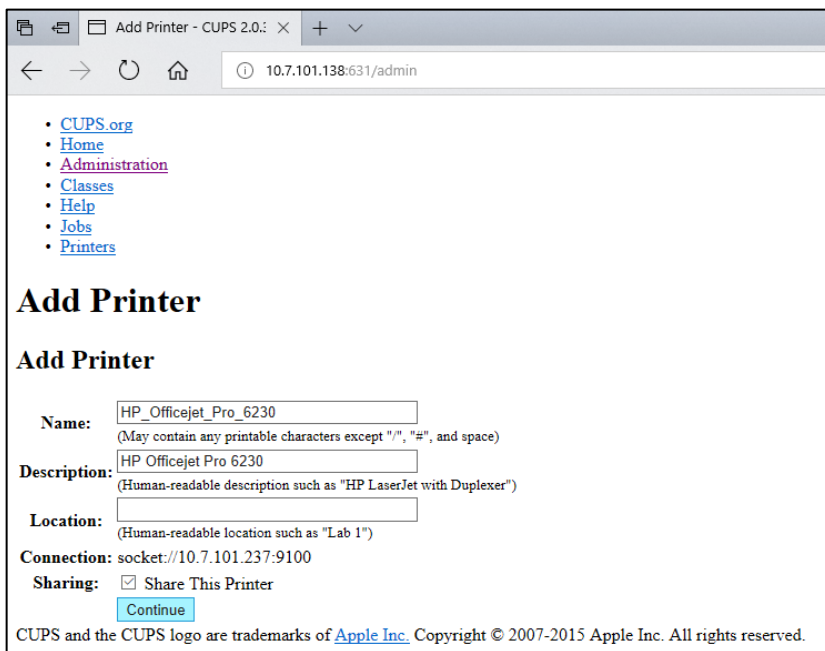 Add Printer - CUPS 2.0.:
10.7.101.138:631/admin
• CUPS.org
• Home
• Administration
• Classes
• Help
• Jobs
• Printers
Add Printer
Add Printer
Name: HP_Officejet_Pro_6230
(May contain any printable characters except "/", "#", and space)
Description: HP Officejet Pro 6230
(Human-readable description such as "HP LaserJet with Duplexer")
Location:
(Human-readable location such as "Lab 1")
Connection: socket://10.7.101.237:9100
Sharing: Share This Printer
Continue
CUPS and the CUPS logo are trademarks of Apple Inc. Copyright © 2007-2015 Apple Inc. All rights reserved.